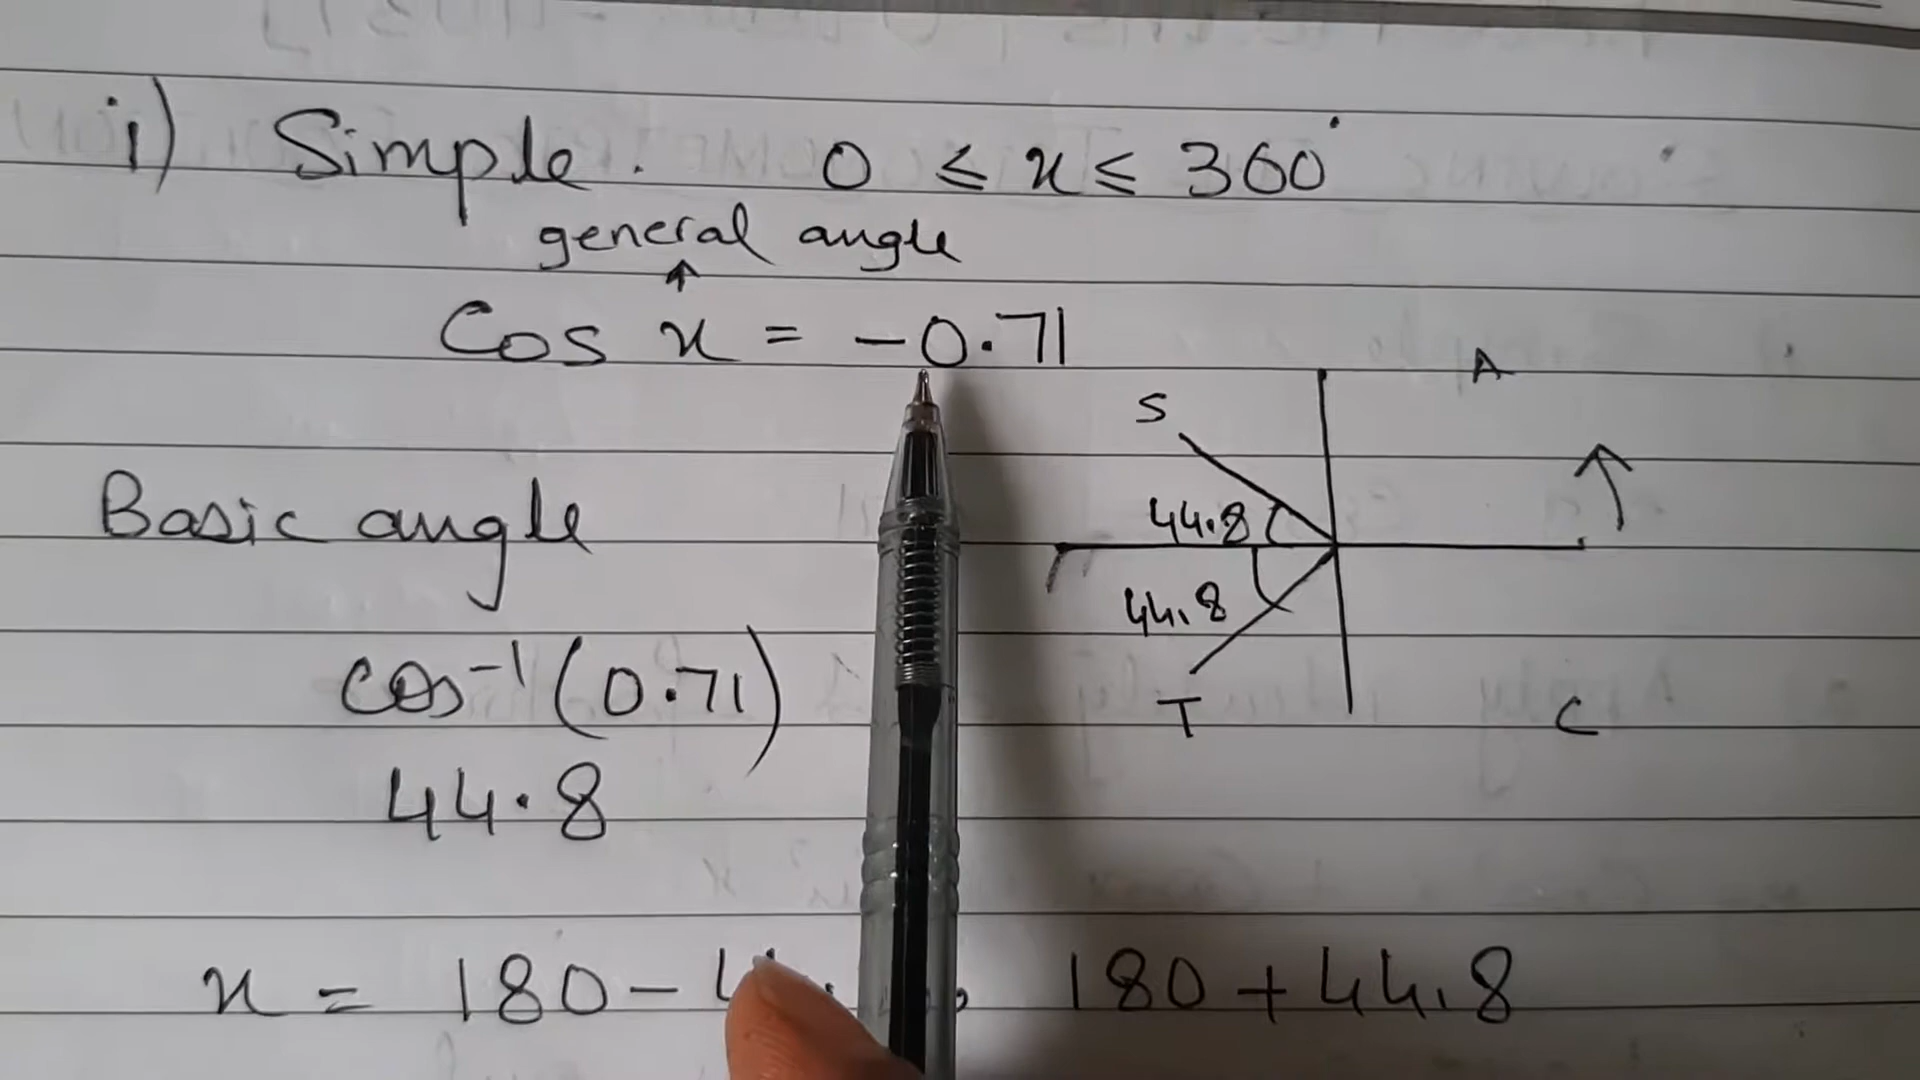 i) Simple. 0 ≤ x ≤ 360°
general angle
↑
Cos x = -0.71
A
S
Basic angle
44.8
44.8
cos⁻¹(0.71)
T C
44.8
x = 180 - 180 + 44.8